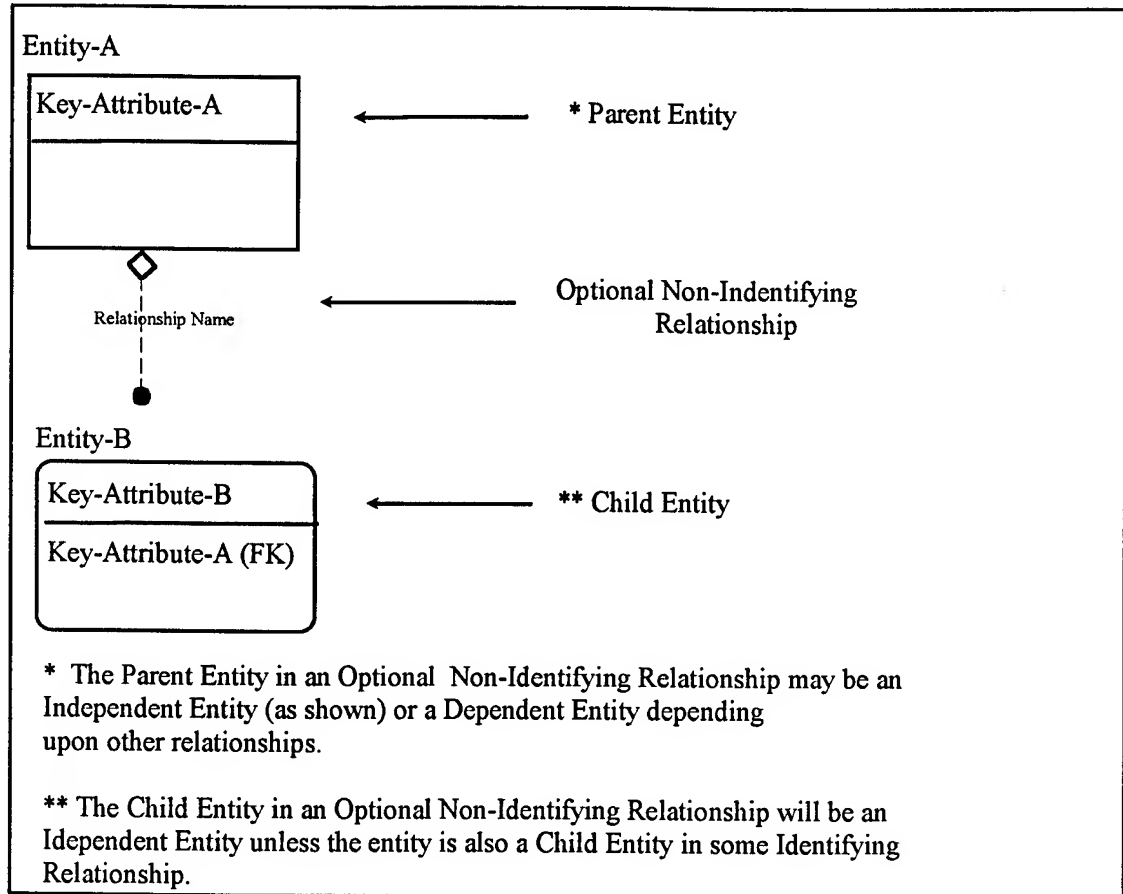 Entity-A
Key-Attribute-A
* Parent Entity
Optional Non-Indentifying
Relationship
Relationship Name
Entity-B
Key-Attribute-B
** Child Entity
Key-Attribute-A (FK)
* The Parent Entity in an Optional Non-Identifying Relationship may be an
Independent Entity (as shown) or a Dependent Entity depending
upon other relationships.
** The Child Entity in an Optional Non-Identifying Relationship will be an
Idependent Entity unless the entity is also a Child Entity in some Identifying
Relationship.